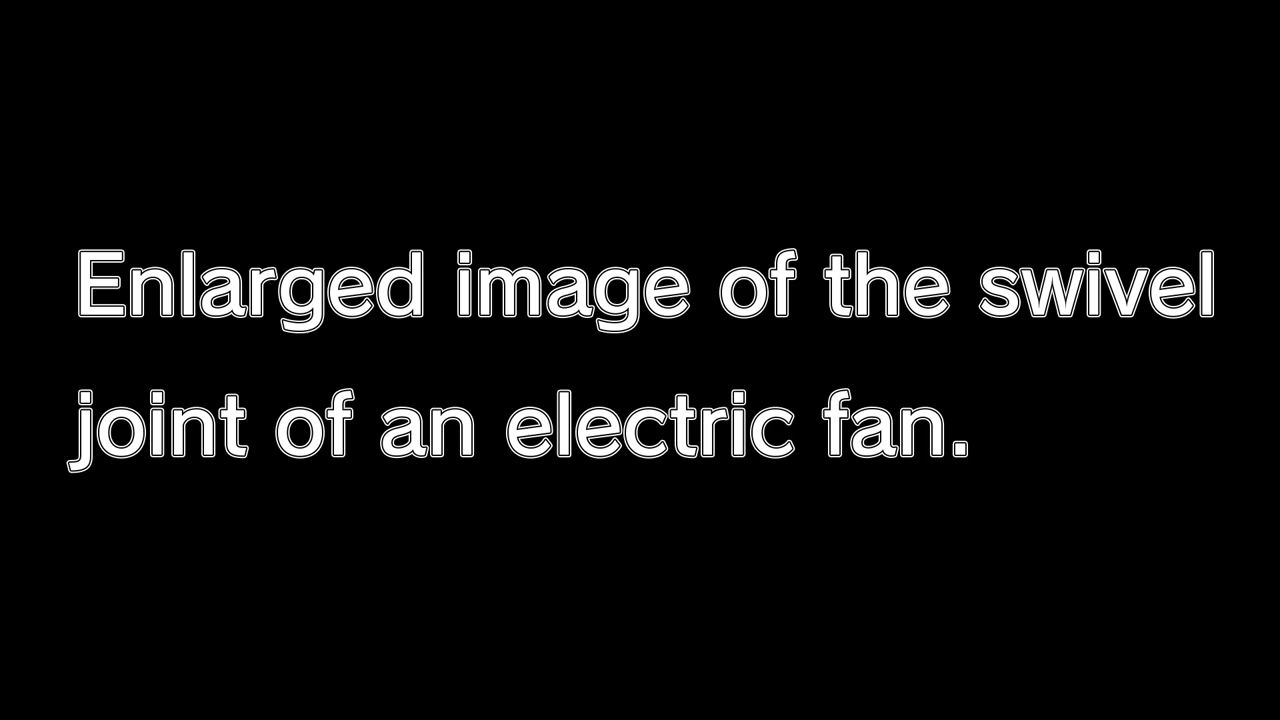 Enlarged image of the swivel
joint of an electric fan.